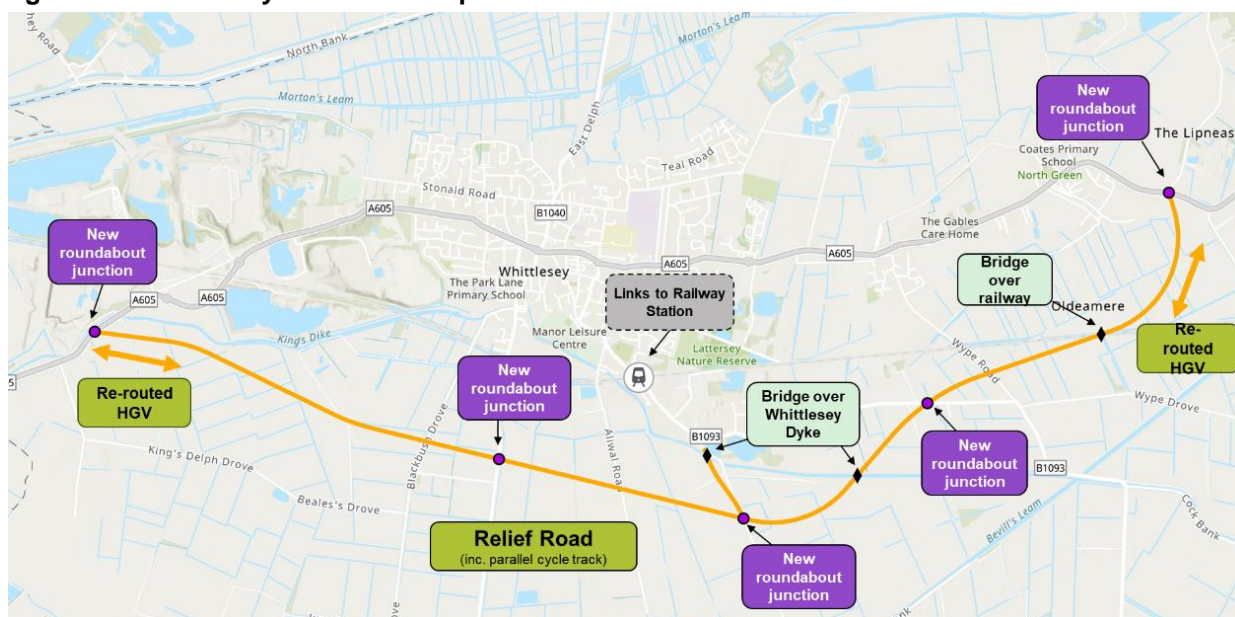 North Bank
Morton's Leam
Morton's Leam
East Delph
Teal Road
Stonald Road
B1040
A605
New
roundabout
junction
The Lipneas
Coates Primary
School
North Green
The Gables
Care Home
A605
New
roundabout
junction
A605
A605
Whittlesey
The Park Lane
Primary School
Links to Railway
Station
Bridge
over
railway
Oldeamere
King's Dike
Manor Leisure
Centre
Lattersey
Nature Reserve
Wype Road
Re-
routed
HGV
Re-routed
HGV
New
roundabout
junction
Bridge over
Whittlesey
Dyke
Wype Drove
B1093
New
roundabout
junction
B1093
King's Delph Drove
Blackbush Drove
Aliwal Road
Beales's Drove
Bevill's Leam
Cock Bank
Relief Road
(inc. parallel cycle track)
New
roundabout
junction